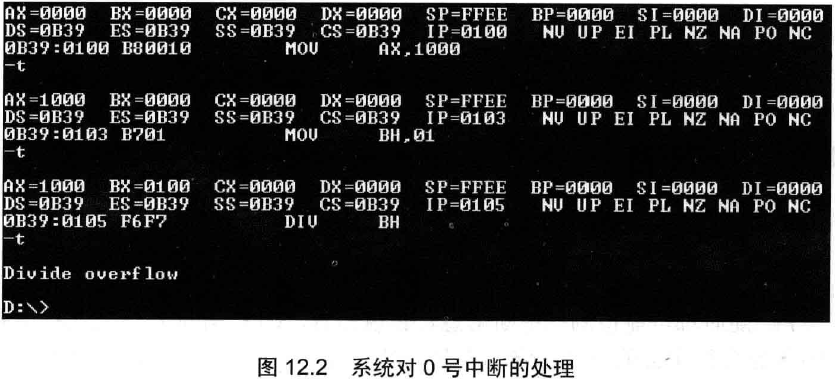 AX=0000 BX=0000 CX=0000 DX=0000 SP=FFEE BP=0000 SI=0000 DI=0000
DS=0B39 ES=0B39 SS=0B39 CS=0B39 IP=0100 NV UP EI PL NZ NA PO NC
0B39:0100 B80010 MOV AX,1000
-t
AX=1000 BX=0000 CX=0000 DX=0000 SP=FFEE BP=0000 SI=0000 DI=0000
DS=0B39 ES=0B39 SS=0B39 CS=0B39 IP=0103 NV UP EI PL NZ NA PO NC
0B39:0103 B701 MOV BH,01
-t
AX=1000 BX=0100 CX=0000 DX=0000 SP=FFEE BP=0000 SI=0000 DI=0000
DS=0B39 ES=0B39 SS=0B39 CS=0B39 IP=0105 NV UP EI PL NZ NA PO NC
0B39:0105 F6F7 DIV BH
-t
Divide overflow
D:\>
图 12.2 系统对 0 号中断的处理